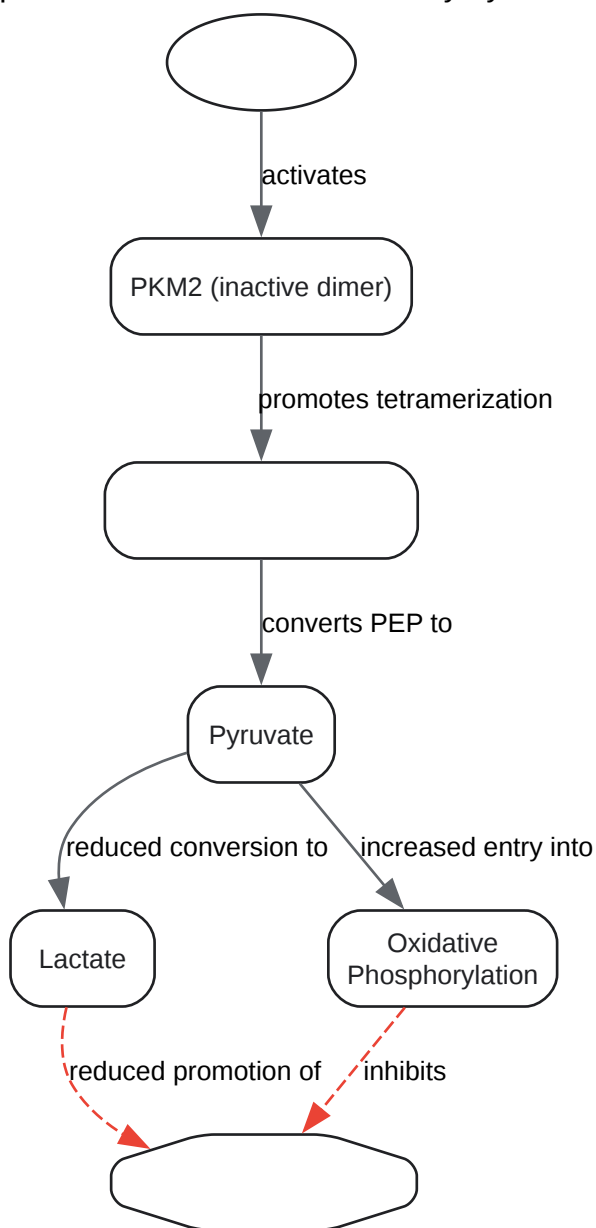 activates
PKM2 (inactive dimer)
promotes tetramerization
converts PEP to
Pyruvate
reduced conversion to
increased entry into
Lactate
Oxidative
Phosphorylation
reduced promotion of
inhibits